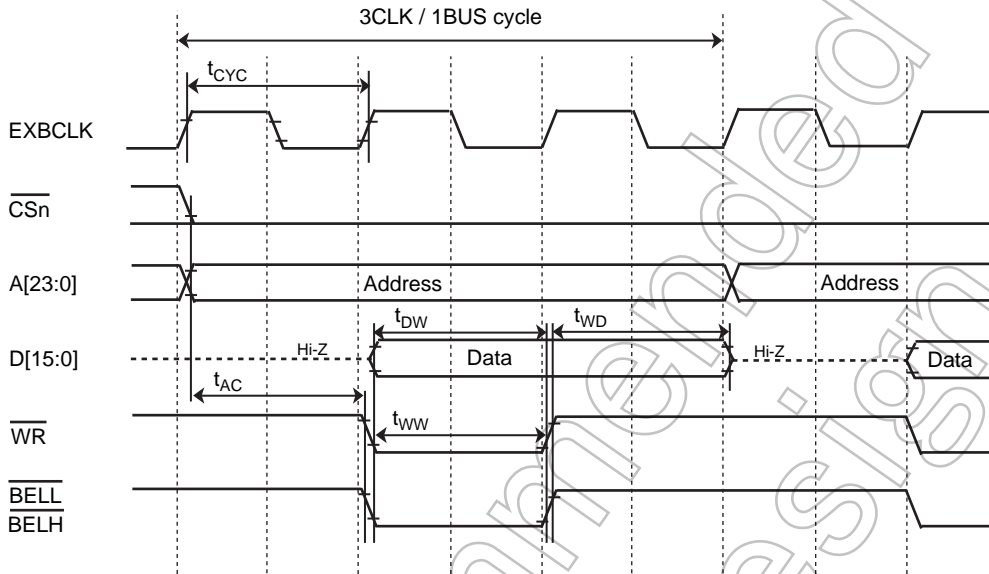 3CLK / 1BUS cycle
tCYC
EXBCLK
CSn
A[23:0]
Address
Address
tDW
tWD
D[15:0]
Hi-Z
Data
Hi-Z
Data
tAC
WR
tWW
BELL
BELH